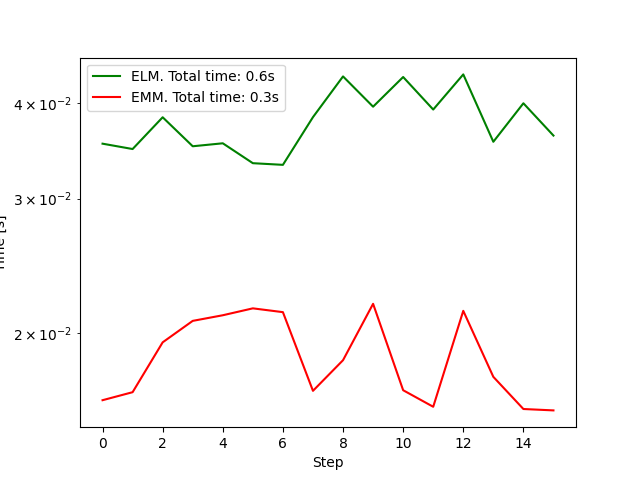 ELM. Total time: 0.6s
EMM. Total time: 0.3s
4 × 10⁻²
3 × 10⁻²
2 × 10⁻²
0 2 4 6 8 10 12 14
Step